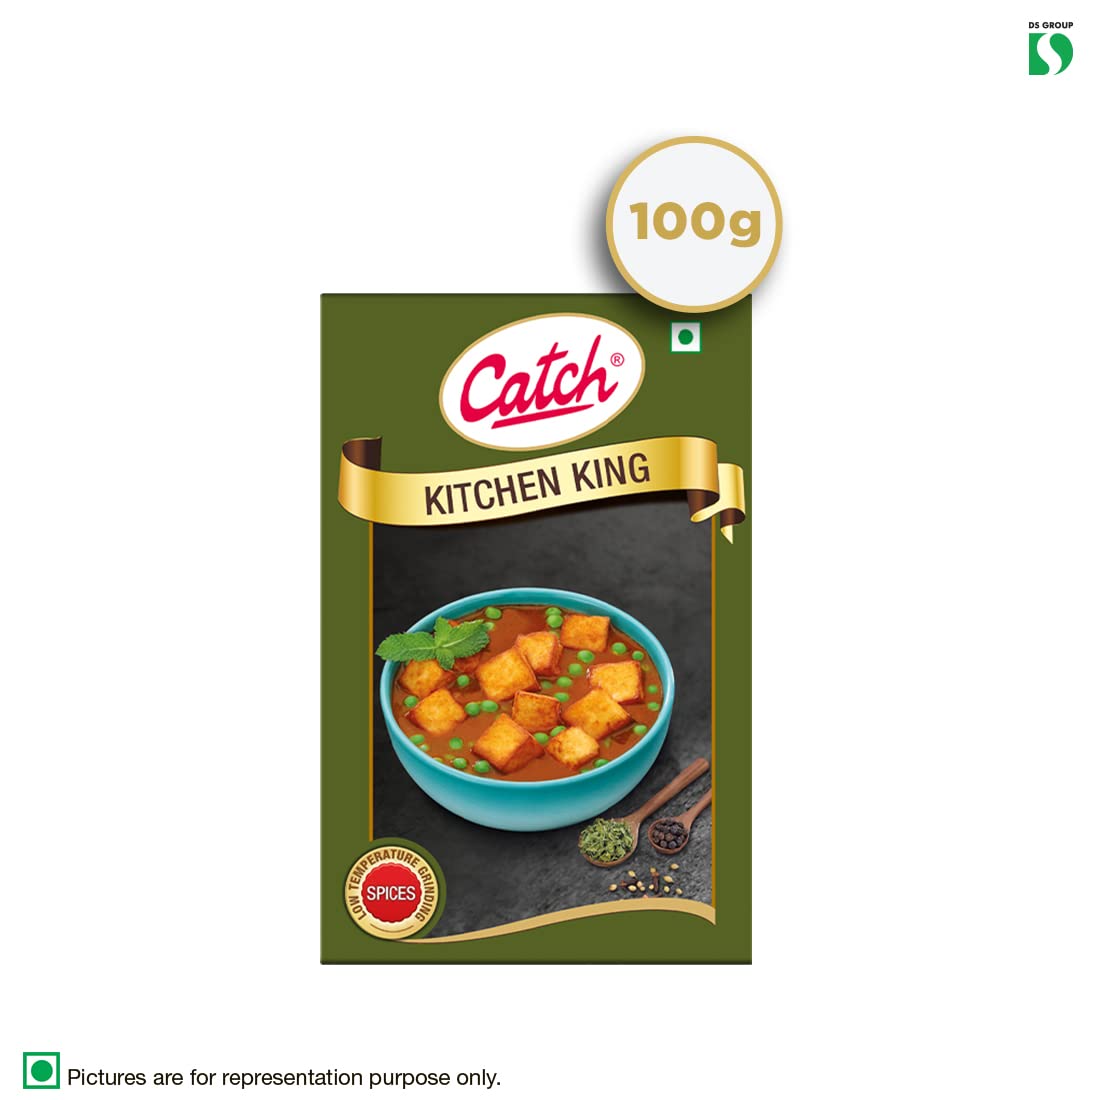 DS GROUP
100g
Catch®
KITCHEN KING
LOW TEMPERATURE GRINDING
SPICES
Pictures are for representation purpose only.